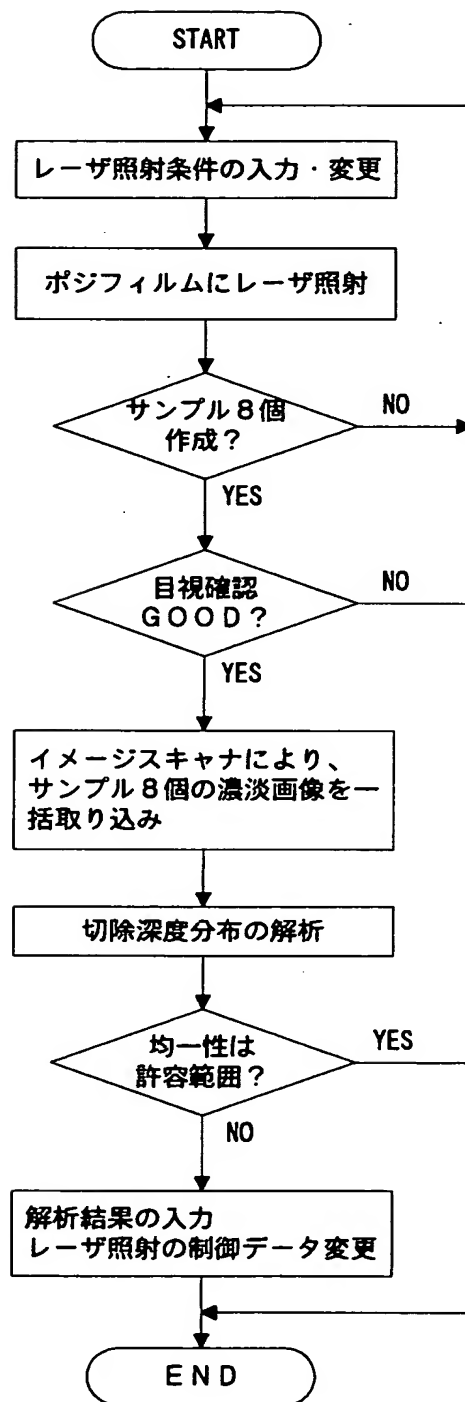 START
レーザ照射条件の入力・変更
ポジフィルムにレーザ照射
サンプル8個
作成?
NO
YES
目視確認
GOOD?
NO
YES
イメージスキャナにより、
サンプル8個の濃淡画像を一
括取り込み
切除深度分布の解析
均一性は
許容範囲?
YES
NO
解析結果の入力
レーザ照射の制御データ変更
END